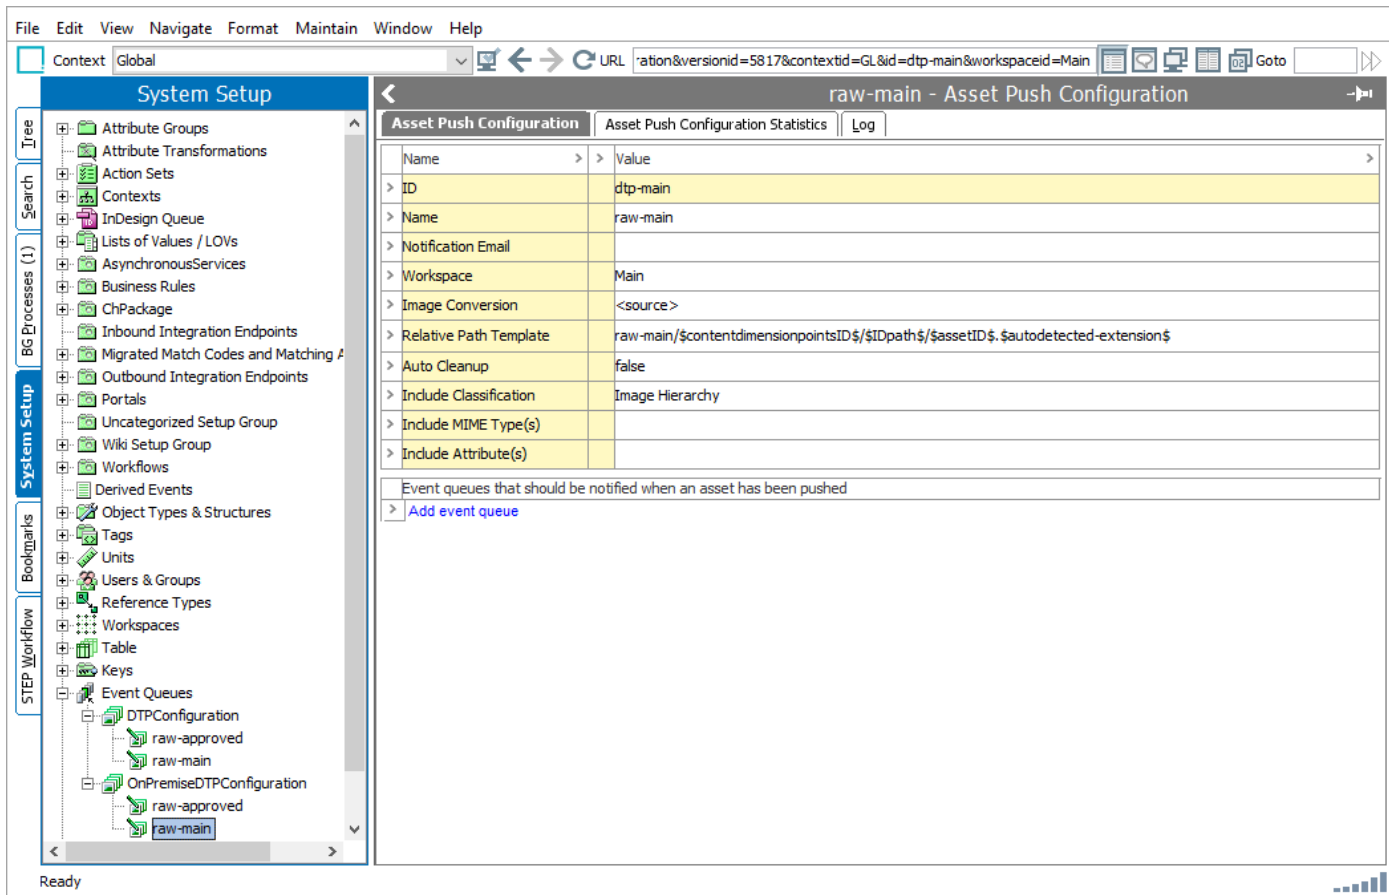 File Edit View Navigate Format Maintain Window Help
Context Global URL ration&versionid=5817&contextid=GL&id=dtp-main&workspaceid=Main Goto
System Setup
Tree
Search
BG Processes (1)
System Setup
Bookmarks
STEP Workflow
Attribute Groups
Attribute Transformations
Action Sets
Contexts
InDesign Queue
Lists of Values / LOVs
AsynchronousServices
Business Rules
ChPackage
Inbound Integration Endpoints
Migrated Match Codes and Matching A
Outbound Integration Endpoints
Portals
Uncategorized Setup Group
Wiki Setup Group
Workflows
Derived Events
Object Types & Structures
Tags
Units
Users & Groups
Reference Types
Workspaces
Table
Keys
Event Queues
DTPConfiguration
raw-approved
raw-main
OnPremiseDTPConfiguration
raw-approved
raw-main
raw-main - Asset Push Configuration
Asset Push Configuration Asset Push Configuration Statistics Log
Name > > Value >
> ID dtp-main
> Name raw-main
> Notification Email
> Workspace Main
> Image Conversion <source>
> Relative Path Template raw-main/$contentdimensionpointsID$/$IDpath$/$assetID$.$autodetected-extension$
> Auto Cleanup false
> Include Classification Image Hierarchy
> Include MIME Type(s)
> Include Attribute(s)
Event queues that should be notified when an asset has been pushed
> Add event queue
Ready